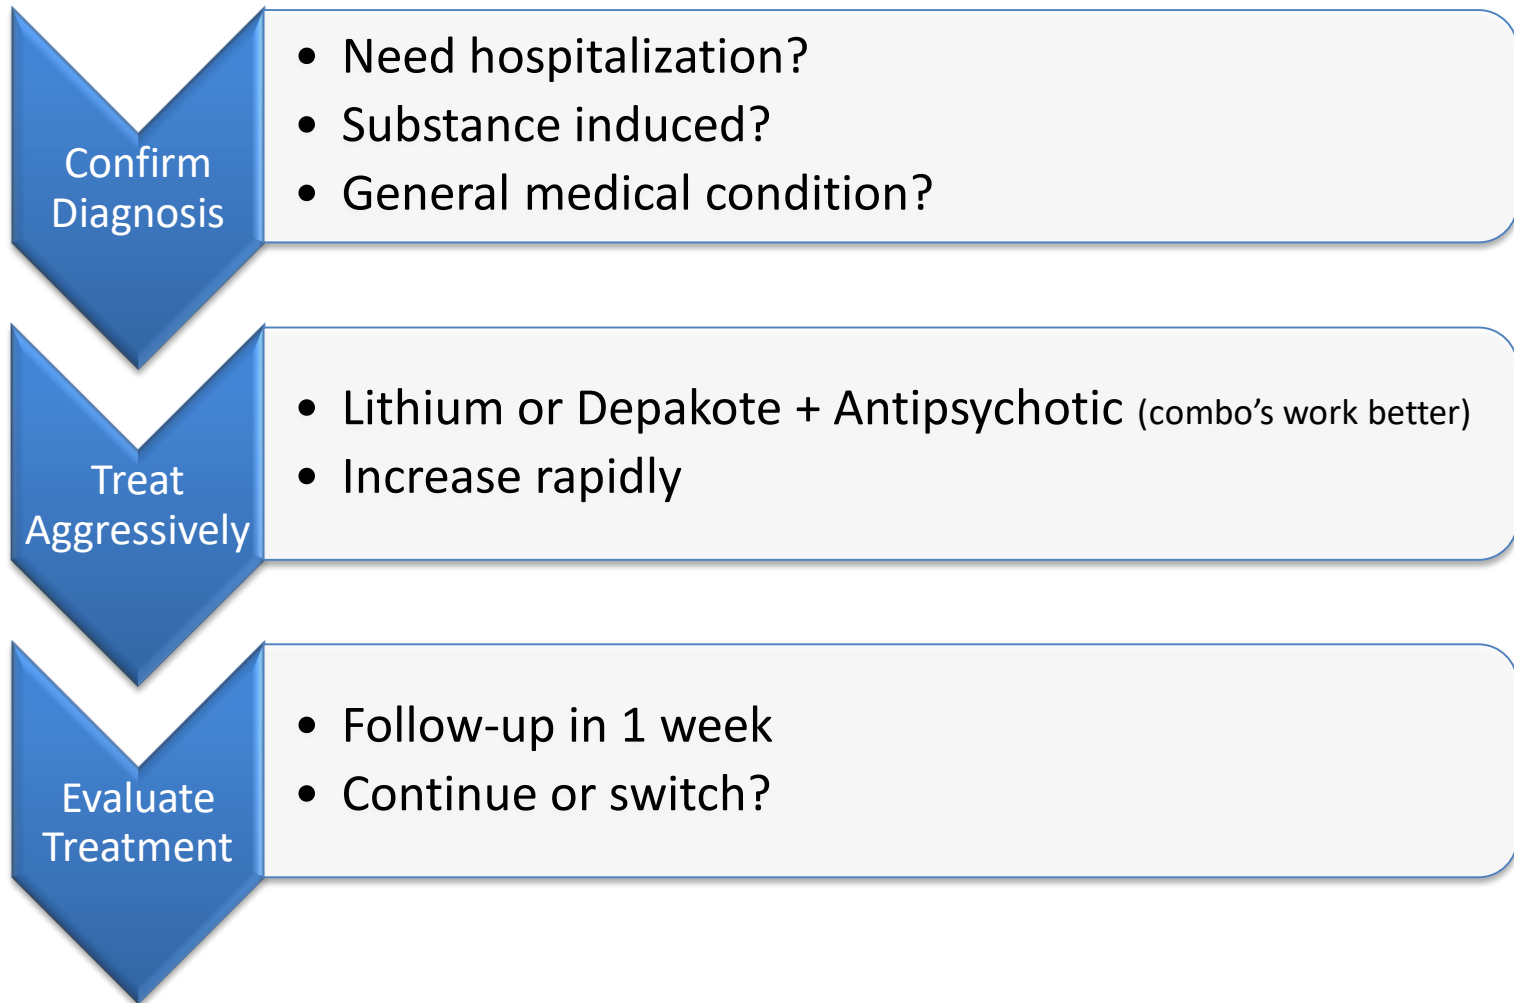 Confirm
Diagnosis
• Need hospitalization?
• Substance induced?
• General medical condition?
Treat
Aggressively
• Lithium or Depakote + Antipsychotic (combo’s work better)
• Increase rapidly
Evaluate
Treatment
• Follow-up in 1 week
• Continue or switch?